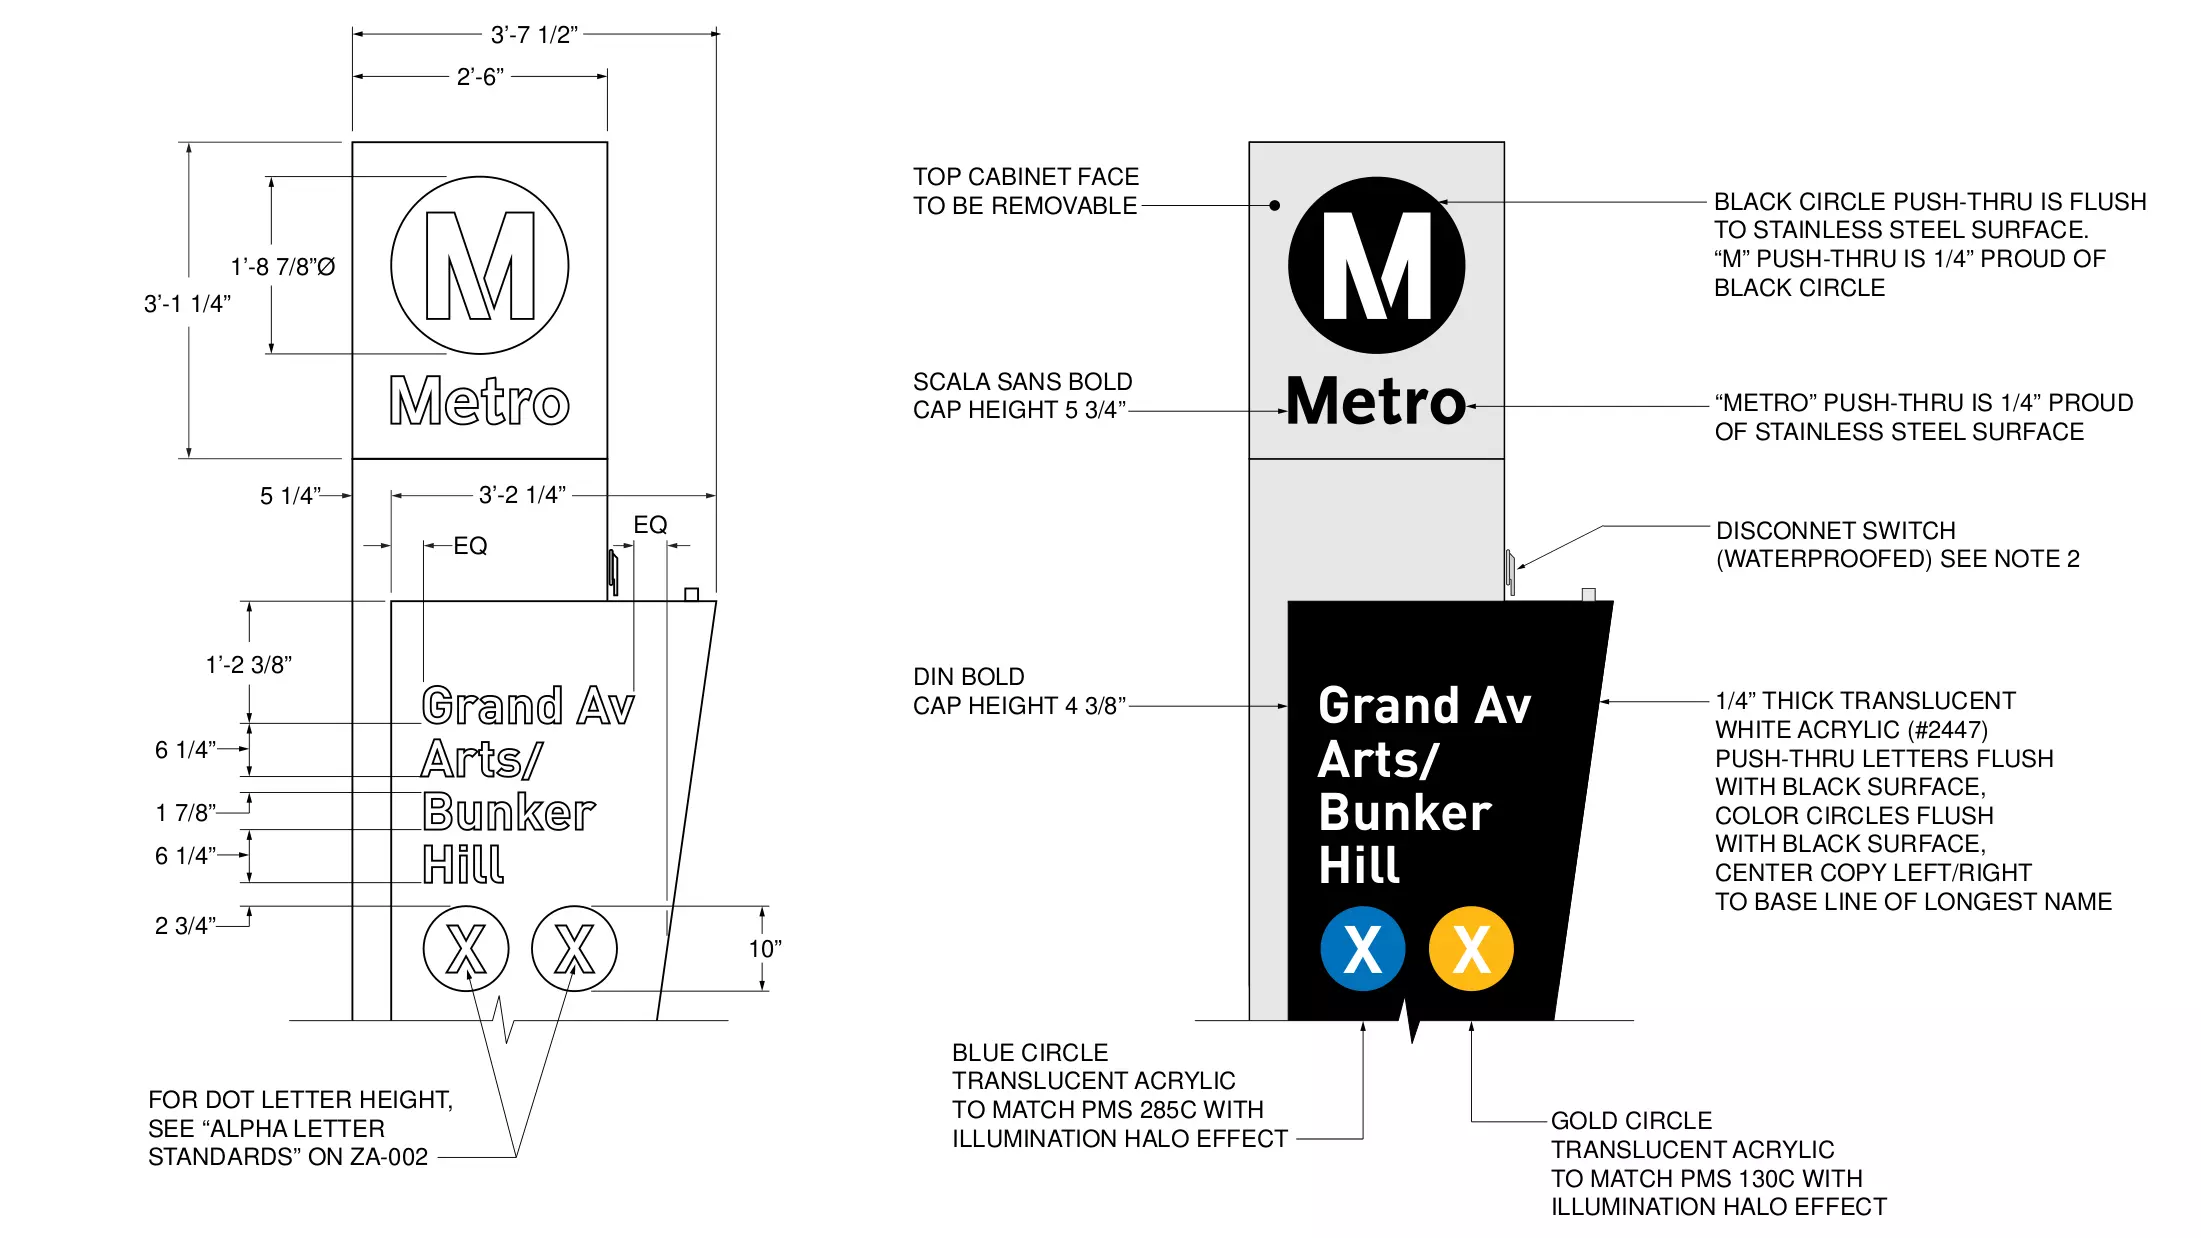 3’-7 1/2”
2’-6”
1’-8 7/8”Ø
3’-1 1/4”
M
Metro
5 1/4”
3’-2 1/4”
EQ
EQ
1’-2 3/8”
6 1/4”
1 7/8”
6 1/4”
2 3/4”
10”
Grand Av
Arts/
Bunker
Hill
X X
FOR DOT LETTER HEIGHT,
SEE “ALPHA LETTER
STANDARDS” ON ZA-002
TOP CABINET FACE
TO BE REMOVABLE
SCALA SANS BOLD
CAP HEIGHT 5 3/4”
DIN BOLD
CAP HEIGHT 4 3/8”
M
Metro
Grand Av
Arts/
Bunker
Hill
X X
BLACK CIRCLE PUSH-THRU IS FLUSH
TO STAINLESS STEEL SURFACE.
“M” PUSH-THRU IS 1/4” PROUD OF
BLACK CIRCLE
“METRO” PUSH-THRU IS 1/4” PROUD
OF STAINLESS STEEL SURFACE
DISCONNET SWITCH
(WATERPROOFED) SEE NOTE 2
1/4” THICK TRANSLUCENT
WHITE ACRYLIC (#2447)
PUSH-THRU LETTERS FLUSH
WITH BLACK SURFACE,
COLOR CIRCLES FLUSH
WITH BLACK SURFACE,
CENTER COPY LEFT/RIGHT
TO BASE LINE OF LONGEST NAME
BLUE CIRCLE
TRANSLUCENT ACRYLIC
TO MATCH PMS 285C WITH
ILLUMINATION HALO EFFECT
GOLD CIRCLE
TRANSLUCENT ACRYLIC
TO MATCH PMS 130C WITH
ILLUMINATION HALO EFFECT